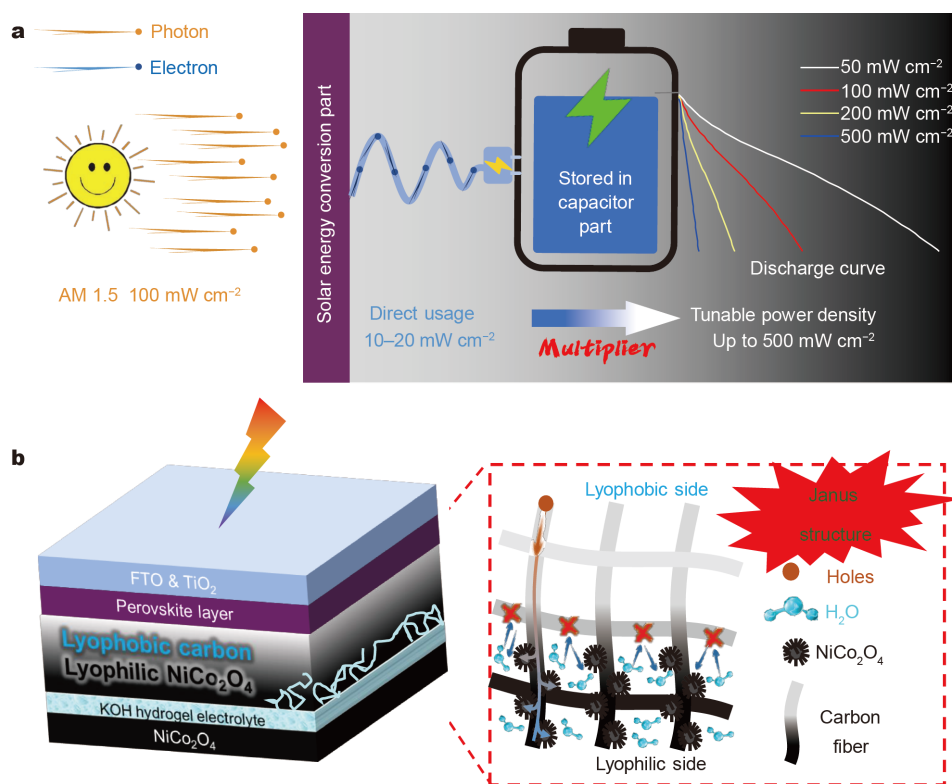 a
Photon
Electron
AM 1.5 100 mW cm⁻²
Solar energy conversion part
Stored in
capacitor
part
50 mW cm⁻²
100 mW cm⁻²
200 mW cm⁻²
500 mW cm⁻²
Discharge curve
Direct usage
10–20 mW cm⁻²
Multiplier
Tunable power density
Up to 500 mW cm⁻²
b
FTO & TiO₂
Perovskite layer
Lyophobic carbon
Lyophilic NiCo₂O₄
KOH hydrogel electrolyte
NiCo₂O₄
Lyophobic side
Janus
structure
Holes
H₂O
NiCo₂O₄
Carbon
fiber
Lyophilic side